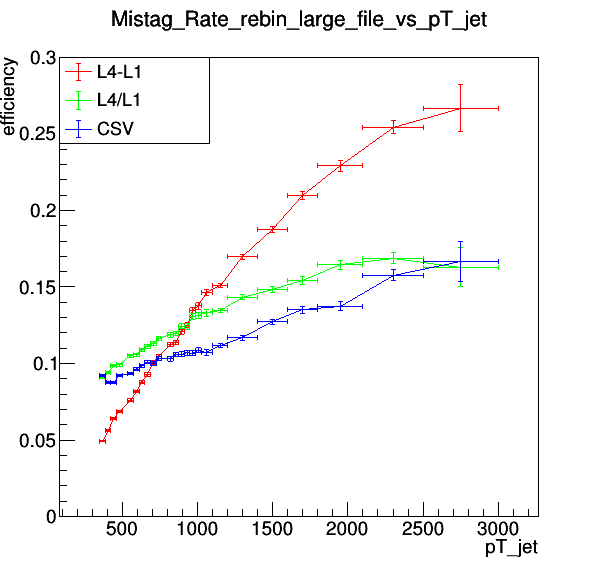 Mistag_Rate_rebin_large_file_vs_pT_jet
efficiency
0.3
0.25
0.2
0.15
0.1
0.05
0
L4-L1
L4/L1
CSV
500 1000 1500 2000 2500 3000
pT_jet